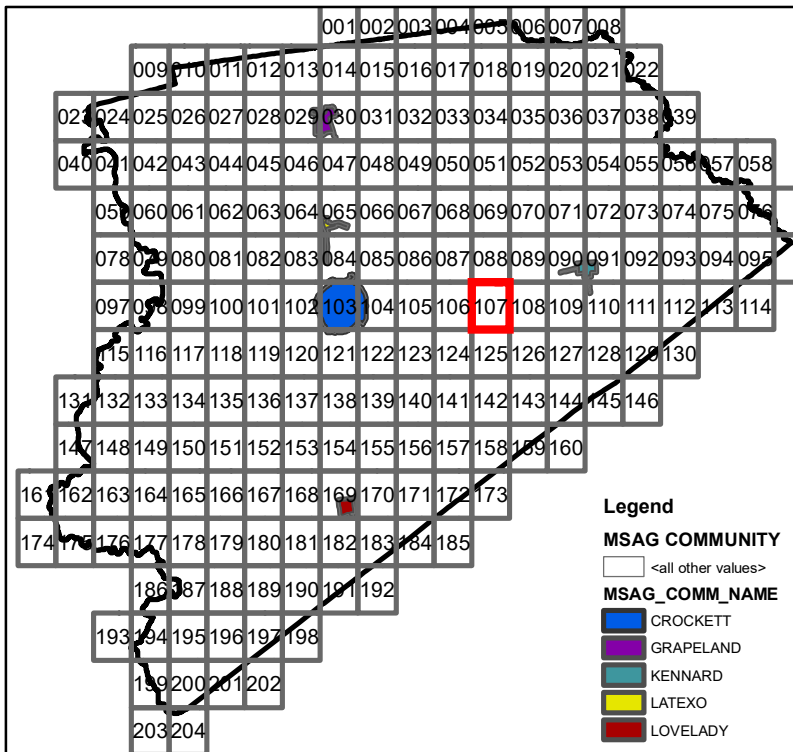 001 002 003 004 005 006 007 008
009 010 011 012 013 014 015 016 017 018 019 020 021 022
023 024 025 026 027 028 029 030 031 032 033 034 035 036 037 038 039
040 041 042 043 044 045 046 047 048 049 050 051 052 053 054 055 056 057 058
059 060 061 062 063 064 065 066 067 068 069 070 071 072 073 074 075 076
078 079 080 081 082 083 084 085 086 087 088 089 090 091 092 093 094 095
097 098 099 100 101 102 103 104 105 106 107 108 109 110 111 112 113 114
115 116 117 118 119 120 121 122 123 124 125 126 127 128 129 130
131 132 133 134 135 136 137 138 139 140 141 142 143 144 145 146
147 148 149 150 151 152 153 154 155 156 157 158 159 160
161 162 163 164 165 166 167 168 169 170 171 172 173
174 175 176 177 178 179 180 181 182 183 184 185
186 187 188 189 190 191 192
193 194 195 196 197 198
199 200 201 202
203 204
Legend
MSAG COMMUNITY
<all other values>
MSAG_COMM_NAME
CROCKETT
GRAPELAND
KENNARD
LATEXO
LOVELADY